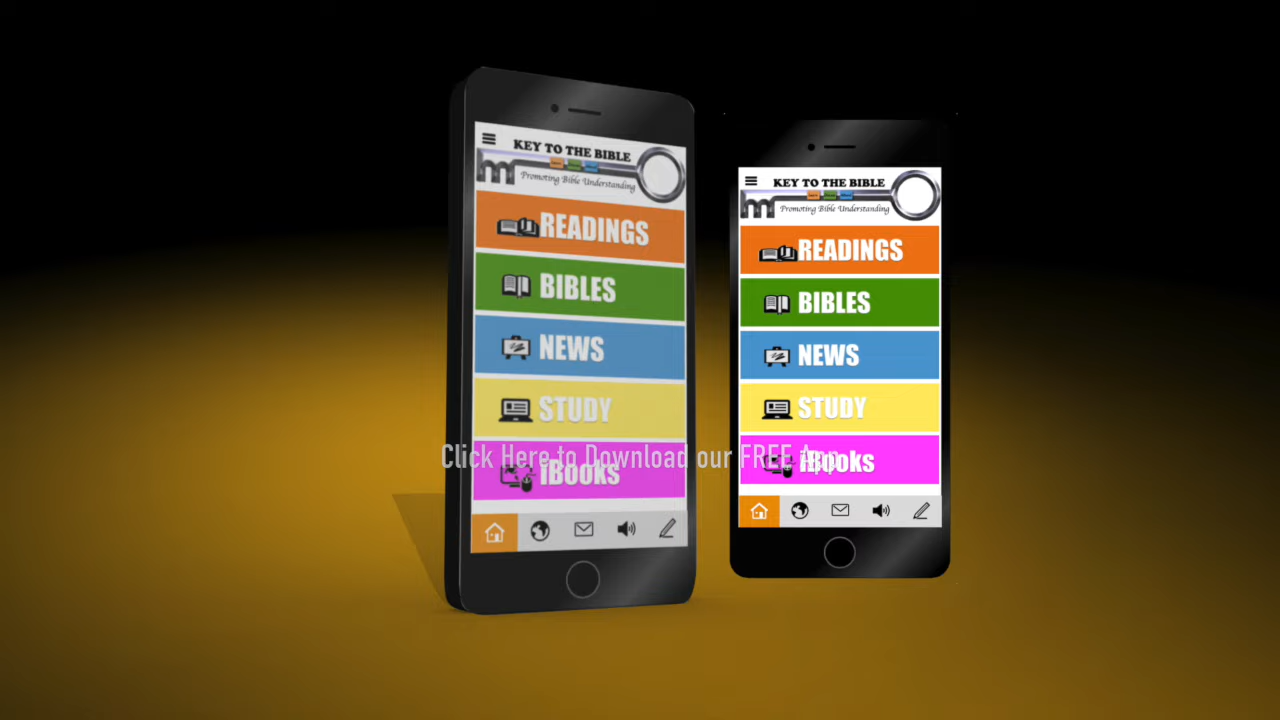 KEY TO THE BIBLE
Promoting Bible Understanding
READINGS
BIBLES
NEWS
STUDY
iBooks
KEY TO THE BIBLE
Promoting Bible Understanding
READINGS
BIBLES
NEWS
STUDY
iBooks
Click Here to Download our FREE App